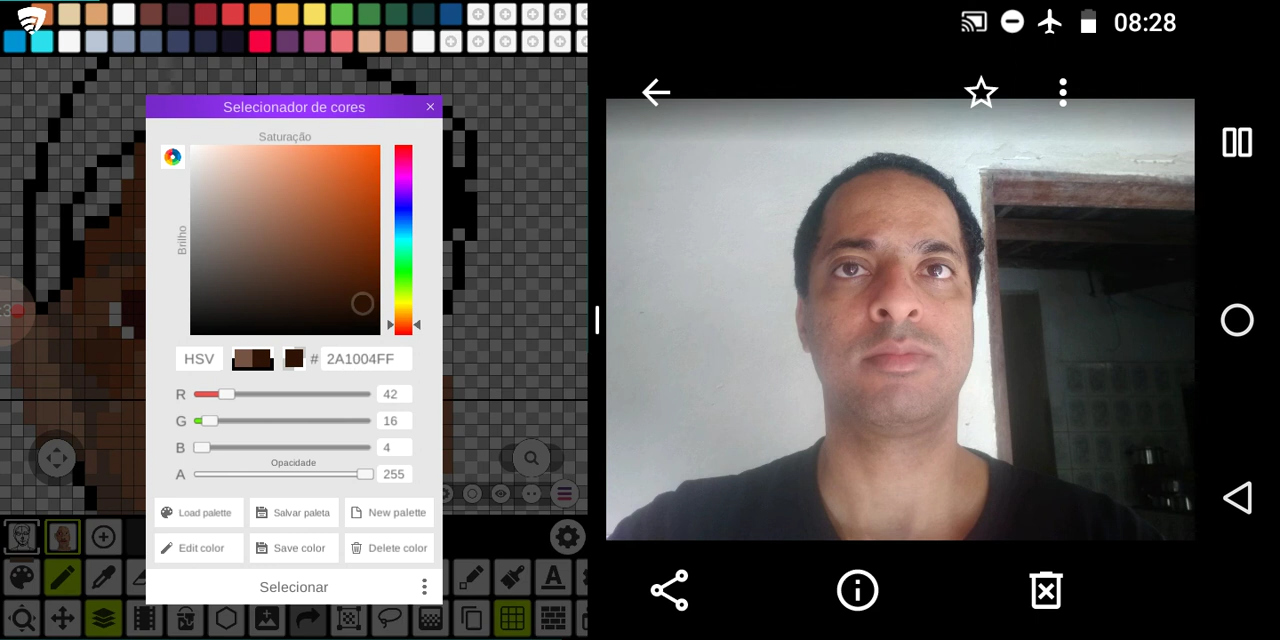 08:28
Selecionador de cores
Saturação
Brilho
HSV
# 2A1004FF
R 42
G 16
B 4
Opacidade
A 255
Load palette Salvar paleta New palette
Edit color Save color Delete color
Selecionar
A